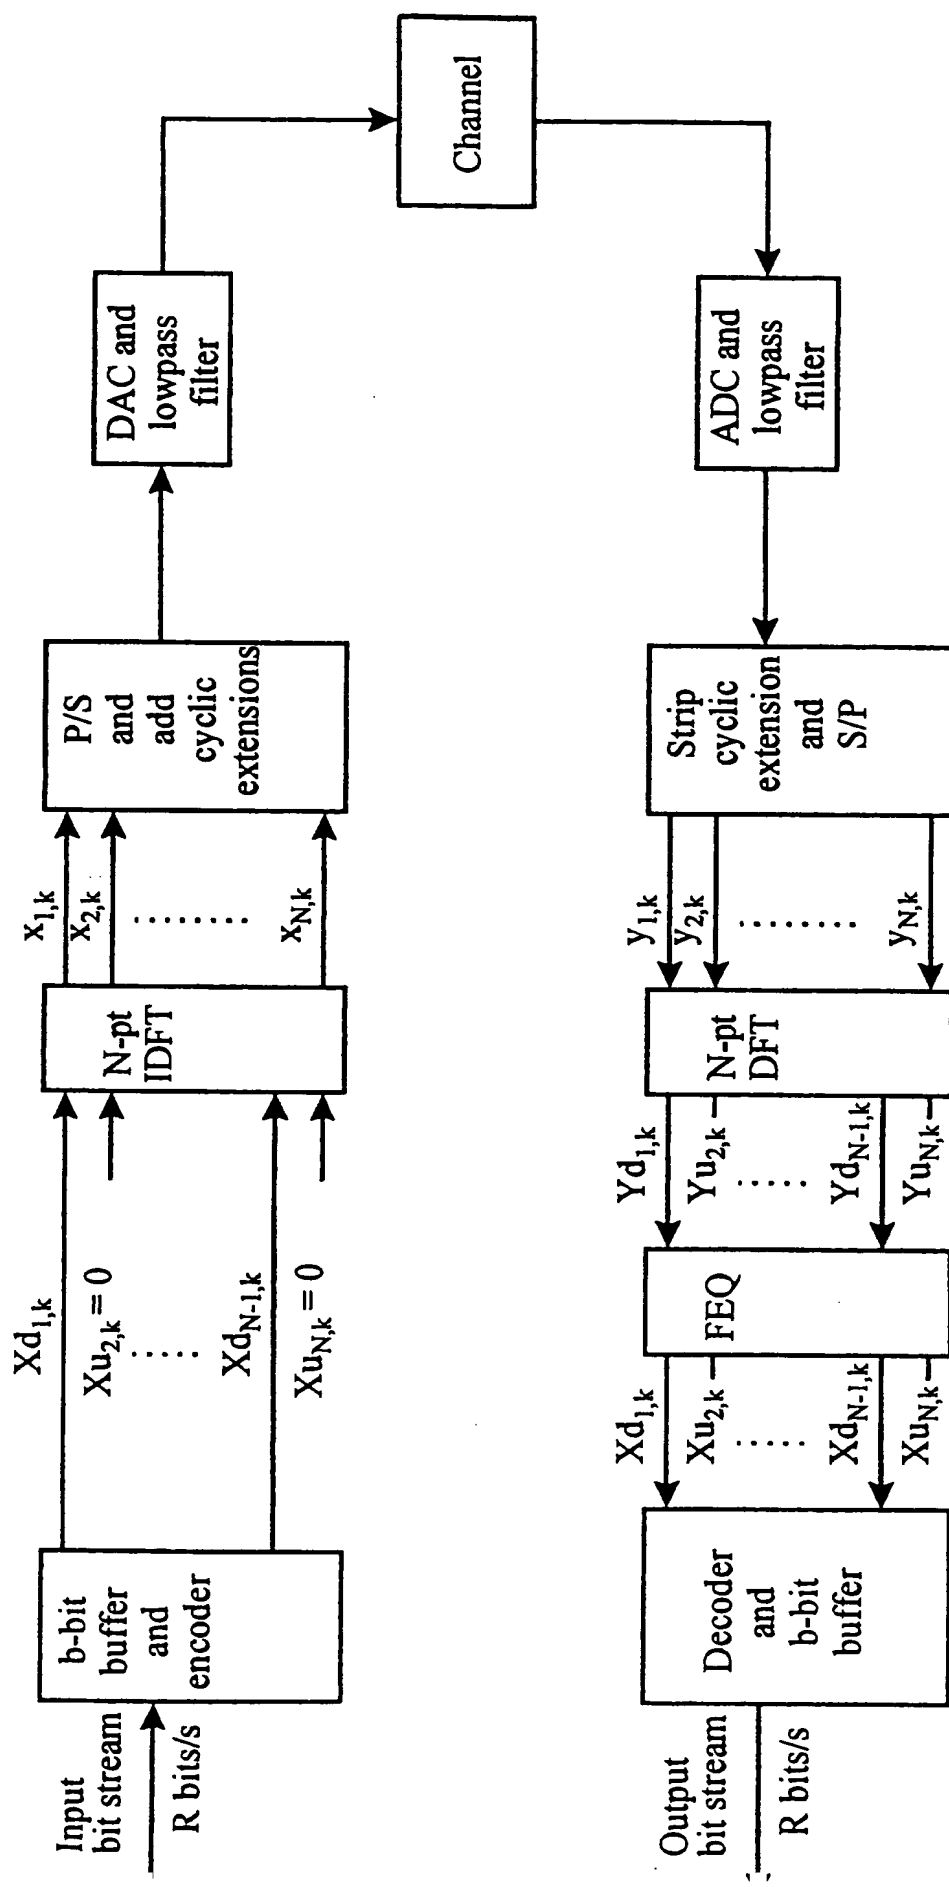 Input
bit stream
R bits/s
b-bit
buffer
and
encoder
Xd1,k
Xu2,k = 0
......
XdN-1,k
XuN,k = 0
N-pt
IDFT
x1,k
x2,k
........
xN,k
P/S
and
add
cyclic
extensions
DAC and
lowpass
filter
Channel
ADC and
lowpass
filter
Strip
cyclic
extension
and
S/P
y1,k
y2,k
........
yN,k
N-pt
DFT
Yd1,k
Yu2,k
......
YdN-1,k
YuN,k
FEQ
Xd1,k
Xu2,k
......
XdN-1,k
XuN,k
Decoder
and
b-bit
buffer
Output
bit stream
R bits/s